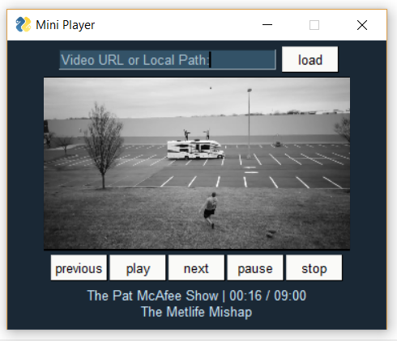 Mini Player
Video URL or Local Path:
load
previous play next pause stop
The Pat McAfee Show | 00:16 / 09:00
The Metlife Mishap